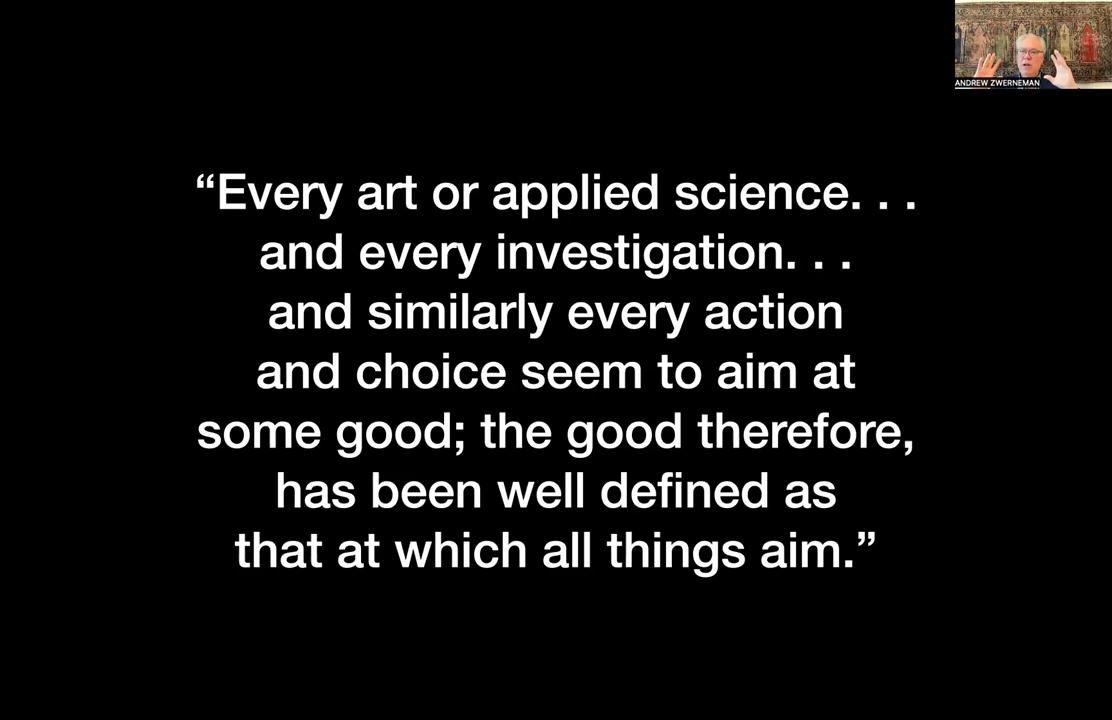 ANDREW ZWERNEMAN
“Every art or applied science. . .
and every investigation. . .
and similarly every action
and choice seem to aim at
some good; the good therefore,
has been well defined as
that at which all things aim.”